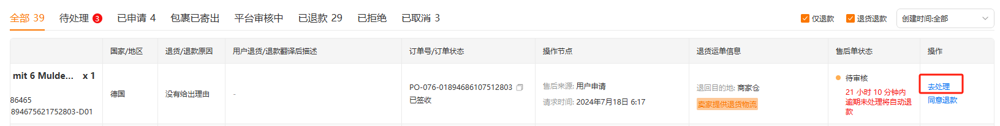 全部 39 待处理 3 已申请 4 包裹已寄出 平台审核中 已退款 29 已拒绝 已取消 3 仅退款 退货退款 创建时间:全部
国家/地区 退货/退款原因 用户退货/退款翻译后描述 订单号/订单状态 操作节点 退货运单信息 售后单状态 操作
mit 6 Mulde... x 1
86465
894675621752803-D01
德国
没有给出理由
-
PO-076-01894686107512803
已签收
售后来源: 用户申请
请求时间: 2024年7月18日 6:17
退回目的地: 商家仓
卖家提供退货物流
待审核
21 小时 10 分钟内
逾期未处理将自动退
款
去处理
同意退款